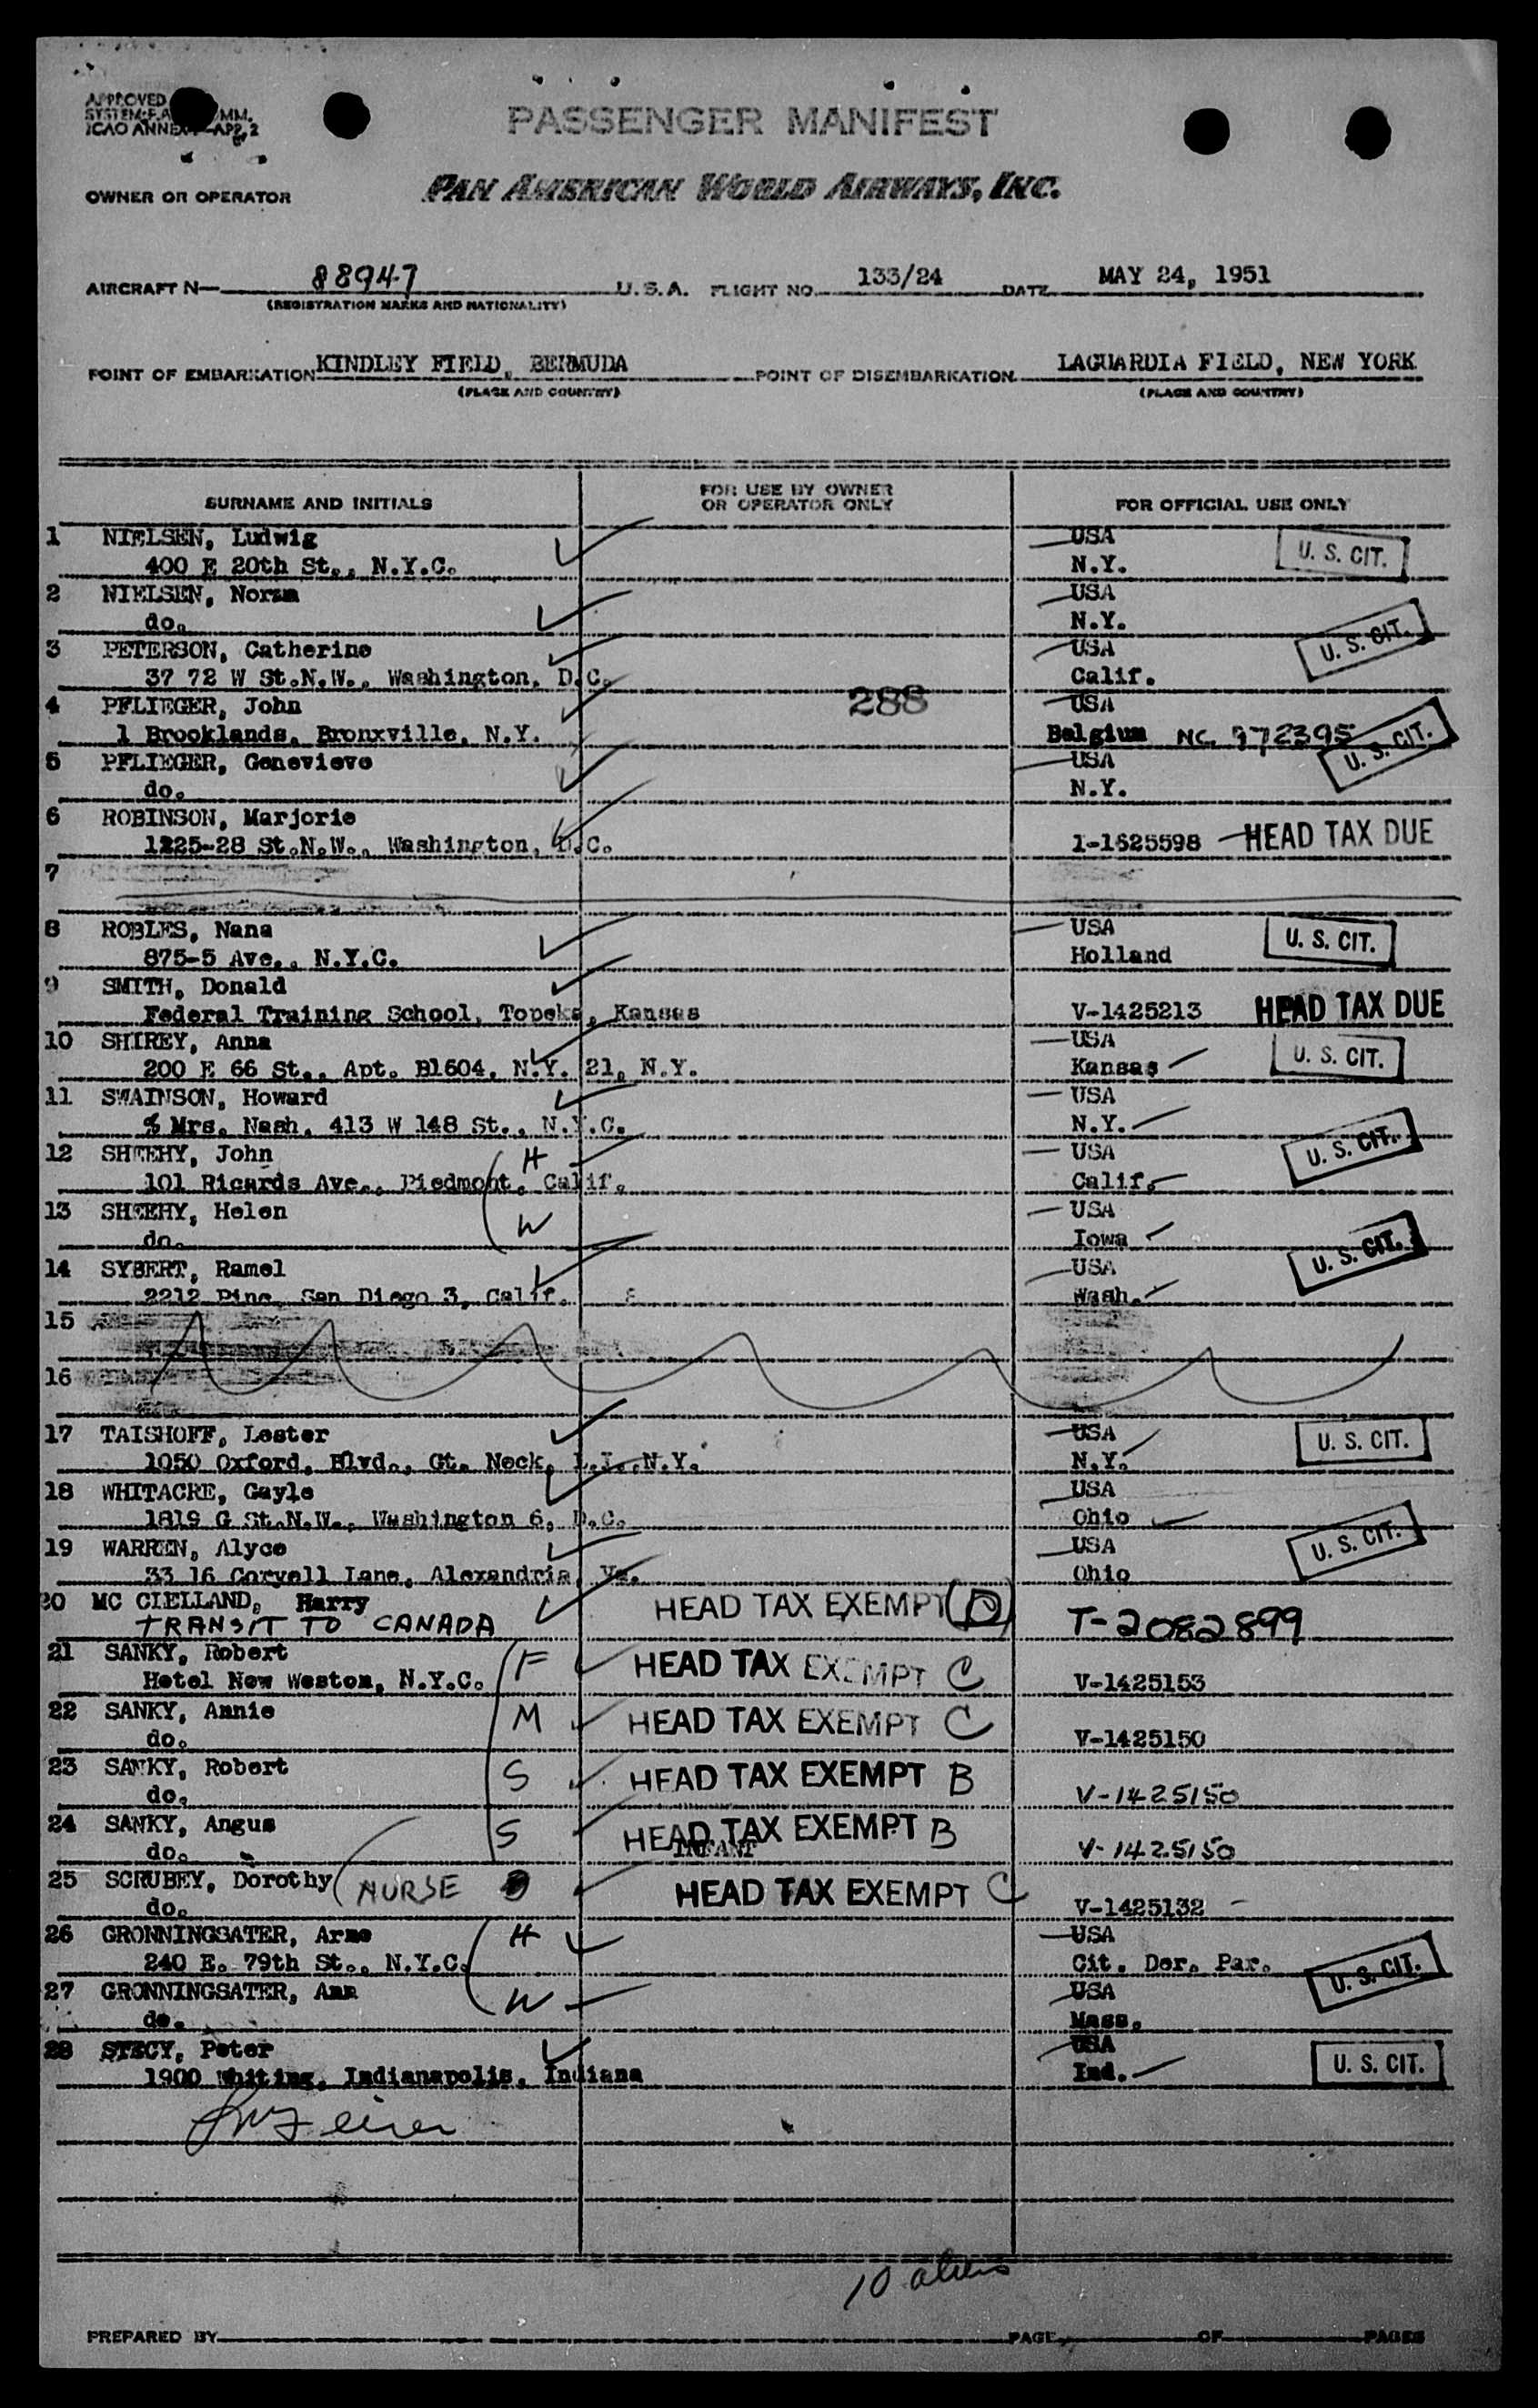 APPROVED
SYSTEM
MM.
ICAO ANNEX APP. 2
PASSENGER MANIFEST
OWNER OR OPERATOR
PAN AMERICAN WORLD AIRWAYS, INC.
AIRCRAFT N— 88947 U.S.A. FLIGHT NO. 133/24 DATE MAY 24, 1951
(REGISTRATION MARKS AND NATIONALITY)
POINT OF EMBARKATION KINDLEY FIELD, BERMUDA POINT OF DISEMBARKATION LAGUARDIA FIELD, NEW YORK
(PLACE AND COUNTRY) (PLACE AND COUNTRY)
SURNAME AND INITIALS FOR USE BY OWNER OR OPERATOR ONLY FOR OFFICIAL USE ONLY
1 NIELSEN, Ludwig USA U. S. CIT.
400 E 20th St., N.Y.C. N.Y.
2 NIELSEN, Norma USA
do. N.Y.
3 PETERSON, Catherine USA U. S. CIT.
37 72 W St.N.W., Washington, D.C. Calif.
4 PFLIEGER, John 288 USA
1 Brooklands, Bronxville, N.Y. Belgium NC. 972395 U. S. CIT.
5 PFLIEGER, Genevieve USA
do. N.Y.
6 ROBINSON, Marjorie
1225-28 St.N.W., Washington, D.C. 1-1625598 HEAD TAX DUE
7
8 ROBLES, Nana USA U. S. CIT.
875-5 Ave., N.Y.C. Holland
9 SMITH, Donald
Federal Training School, Topeka, Kansas V-1425213 HEAD TAX DUE
10 SHIREY, Anna USA U. S. CIT.
200 E 66 St., Apt. B1604, N.Y. 21, N.Y. Kansas
11 SWAINSON, Howard USA
% Mrs. Nash, 413 W 148 St., N.Y.C. N.Y.
12 SHEEHY, John H USA U. S. CIT.
101 Ricards Ave., Piedmont, Calif. Calif.
13 SHEEHY, Helen W USA
do. Iowa
14 SYBERT, Ramel USA U. S. CIT.
2212 Pine, San Diego 3, Calif. Wash.
15
16
17 TAISHOFF, Lester USA U. S. CIT.
1050 Oxford, Blvd., Gt. Neck, L.I., N.Y. N.Y.
18 WHITACRE, Gayle USA
1819 G St.N.W., Washington 6, D.C. Ohio
19 WARREN, Alyce USA U. S. CIT.
33 16 Coryell Lane, Alexandria, Va. Ohio
20 MC CIELLAND, Harry HEAD TAX EXEMPT (D)
TRANSIT TO CANADA T-2082899
21 SANKY, Robert F HEAD TAX EXEMPT C
Hotel New Weston, N.Y.C. V-1425153
22 SANKY, Annie M HEAD TAX EXEMPT C
do. V-1425150
23 SANKY, Robert S HEAD TAX EXEMPT B
do. V-1425150
24 SANKY, Angus S HEAD TAX EXEMPT B
do. INFANT V-1425150
25 SCRUBEY, Dorothy NURSE HEAD TAX EXEMPT C
do. V-1425132
26 GRONNINGSATER, Arne H USA
240 E. 79th St., N.Y.C. Cit. Der. Par. U. S. CIT.
27 GRONNINGSATER, Ann W USA
do. Mass.
28 STECY, Peter USA U. S. CIT.
1900 Whiting, Indianapolis, Indiana Ind.
10 aliens
PREPARED BY PAGE OF PAGES